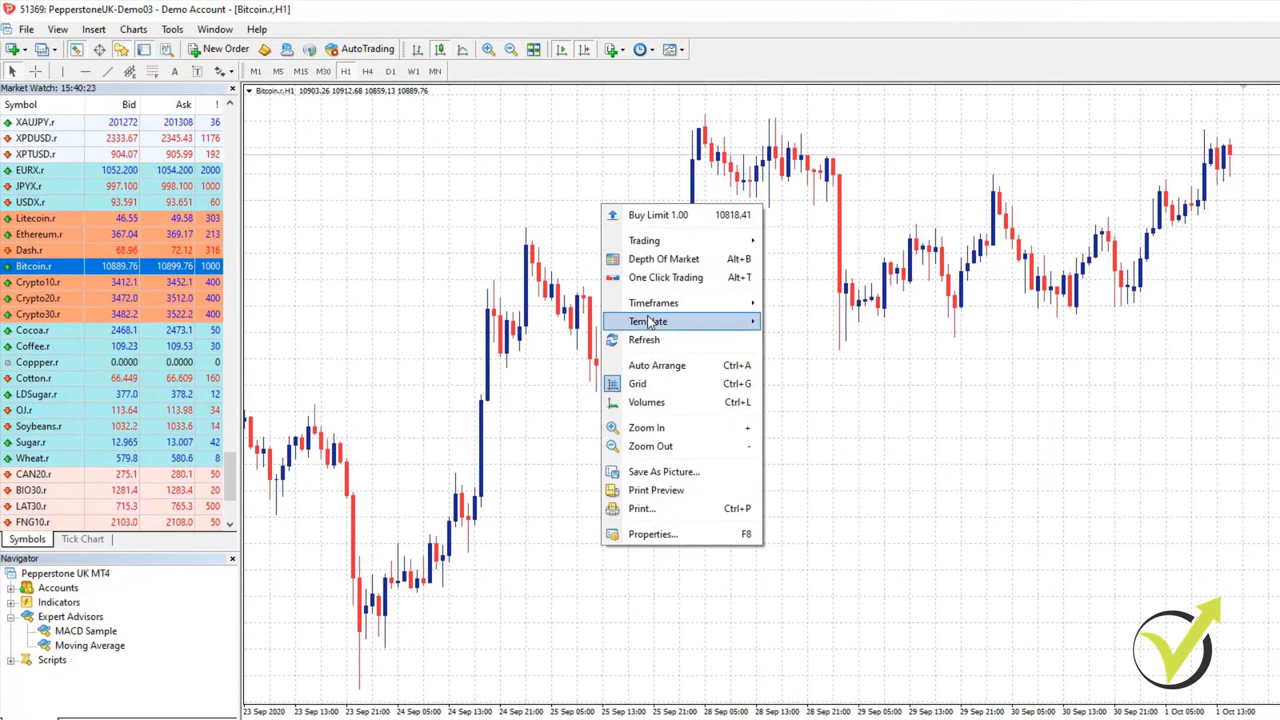 51369: PepperstoneUK-Demo03 - Demo Account - [Bitcoin.r,H1]
File View Insert Charts Tools Window Help
New Order AutoTrading
A T M1 M5 M15 M30 H1 H4 D1 W1 MN
Market Watch: 15:40:23
Symbol Bid Ask !
XAUJPY.r 201272 201308 36
XPDUSD.r 2333.67 2345.43 1176
XPTUSD.r 904.07 905.99 192
EURX.r 1052.200 1054.200 2000
JPYX.r 997.100 998.100 1000
USDX.r 93.591 93.651 60
Litecoin.r 46.55 49.58 303
Ethereum.r 367.04 369.17 213
Dash.r 68.96 72.12 316
Bitcoin.r 10889.76 10899.76 1000
Crypto10.r 3412.1 3452.1 400
Crypto20.r 3472.0 3512.0 400
Crypto30.r 3482.2 3522.2 400
Cocoa.r 2468.1 2473.1 50
Coffee.r 109.23 109.53 30
Coppper.r 0.0000 0.0000 0
Cotton.r 66.449 66.609 160
LDSugar.r 377.0 378.2 12
OJ.r 113.64 113.98 34
Soybeans.r 1032.2 1033.6 14
Sugar.r 12.965 13.007 42
Wheat.r 579.8 580.6 8
CAN20.r 275.1 280.1 50
BIO30.r 1281.4 1283.4 20
LAT30.r 715.3 765.3 500
FNG10.r 2103.0 2108.0 50
Symbols Tick Chart
Navigator
Pepperstone UK MT4
Accounts
Indicators
Expert Advisors
MACD Sample
Moving Average
Scripts
Bitcoin.r,H1 10903.26 10912.68 10859.13 10889.76
Buy Limit 1.00 10818.41
Trading
Depth Of Market Alt+B
One Click Trading Alt+T
Timeframes
Template
Refresh
Auto Arrange Ctrl+A
Grid Ctrl+G
Volumes Ctrl+L
Zoom In +
Zoom Out -
Save As Picture...
Print Preview
Print... Ctrl+P
Properties... F8
23 Sep 2020 23 Sep 13:00 23 Sep 21:00 24 Sep 05:00 24 Sep 13:00 24 Sep 21:00 25 Sep 05:00 25 Sep 13:00 25 Sep 21:00 28 Sep 05:00 28 Sep 13:00 28 Sep 21:00 29 Sep 05:00 29 Sep 13:00 29 Sep 21:00 30 Sep 05:00 30 Sep 13:00 30 Sep 21:00 1 Oct 05:00 1 Oct 13:00